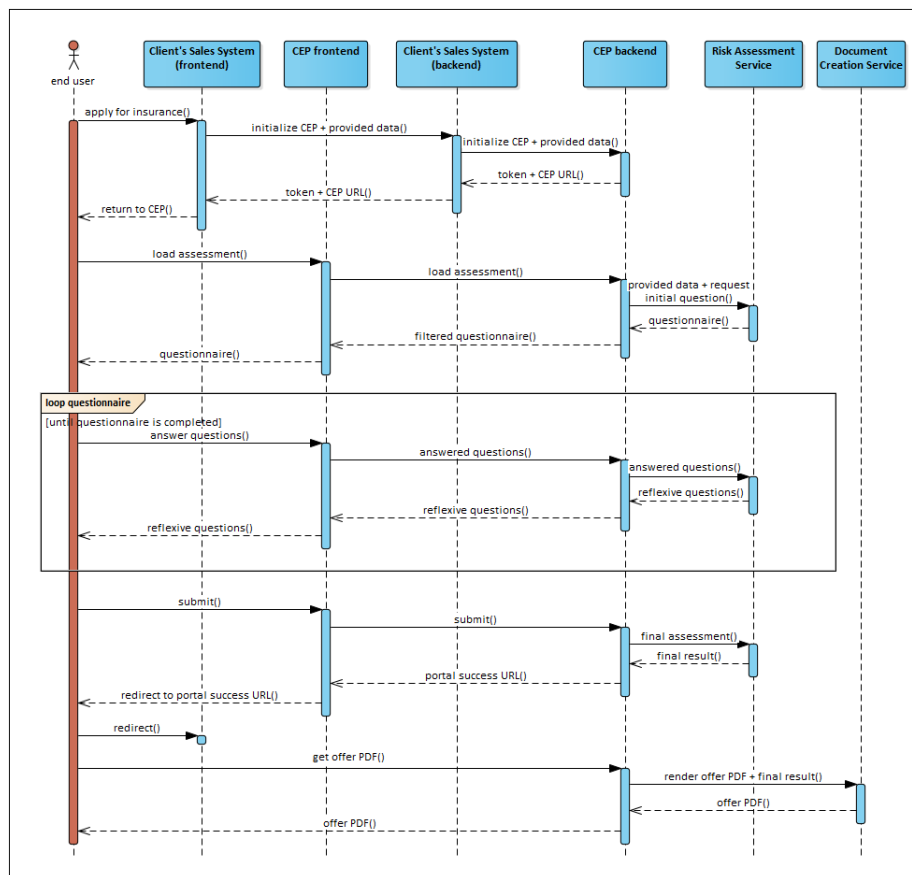 Client's Sales System
(frontend)
CEP frontend
Client's Sales System
(backend)
CEP backend
Risk Assessment
Service
Document
Creation Service
end user
apply for insurance()
initialize CEP + provided data()
initialize CEP + provided data()
token + CEP URL()
token + CEP URL()
return to CEP()
load assessment()
load assessment()
provided data + request
initial question()
questionnaire()
filtered questionnaire()
questionnaire()
loop questionnaire
[until questionnaire is completed]
answer questions()
answered questions()
answered questions()
reflexive questions()
reflexive questions()
reflexive questions()
submit()
submit()
final assessment()
final result()
portal success URL()
redirect to portal success URL()
redirect()
get offer PDF()
render offer PDF + final result()
offer PDF()
offer PDF()